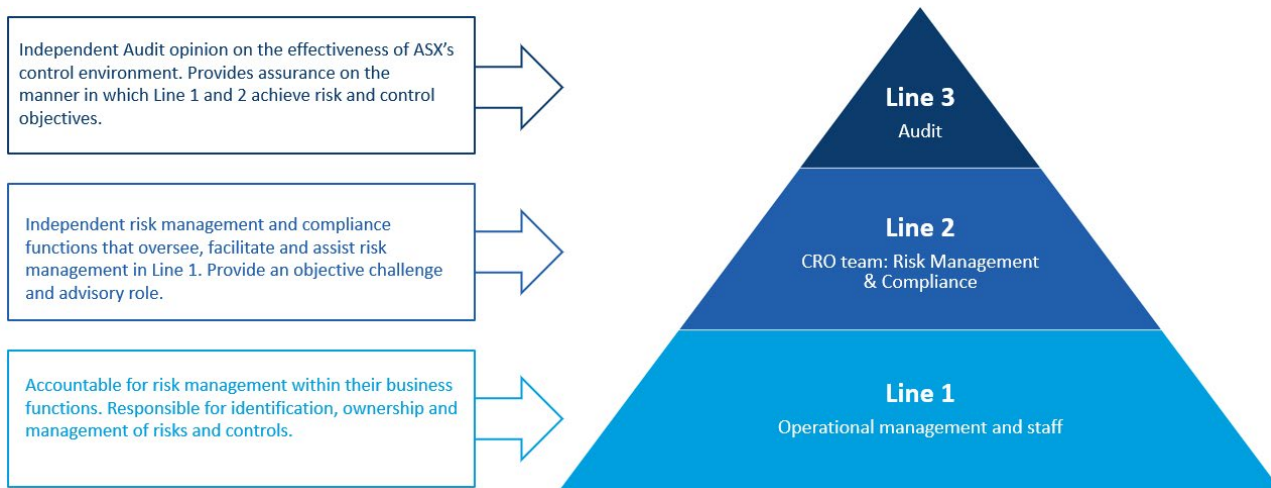 Independent Audit opinion on the effectiveness of ASX's
control environment. Provides assurance on the
manner in which Line 1 and 2 achieve risk and control
objectives.
Line 3
Audit
Independent risk management and compliance
functions that oversee, facilitate and assist risk
management in Line 1. Provide an objective challenge
and advisory role.
Line 2
CRO team: Risk Management
& Compliance
Accountable for risk management within their business
functions. Responsible for identification, ownership and
management of risks and controls.
Line 1
Operational management and staff